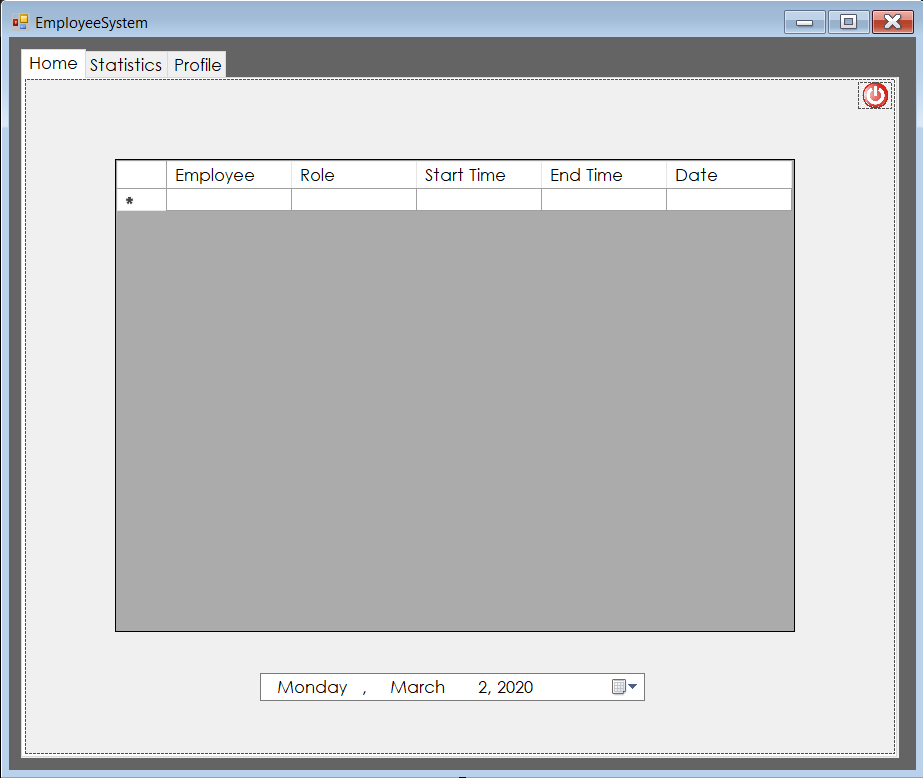 EmployeeSystem
Home Statistics Profile
Employee Role Start Time End Time Date
*
Monday , March 2, 2020